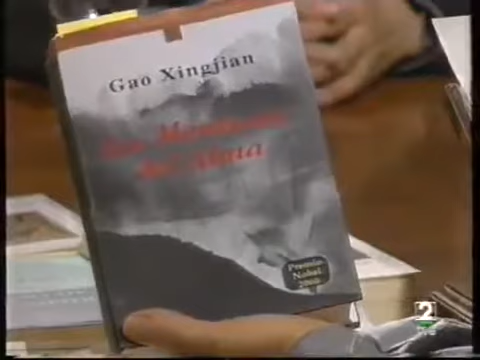 Gao Xingjian
La Montaña
del Alma
Premio
Nobel
2000
2